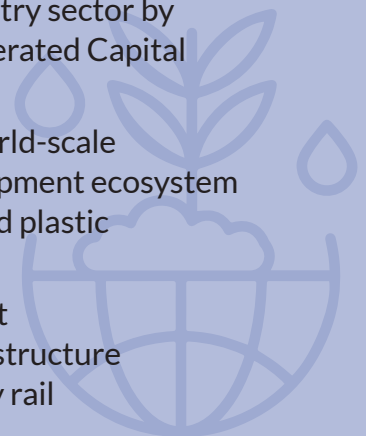 try sector by
erated Capital
rld-scale
pment ecosystem
d plastic
t
structure
rail